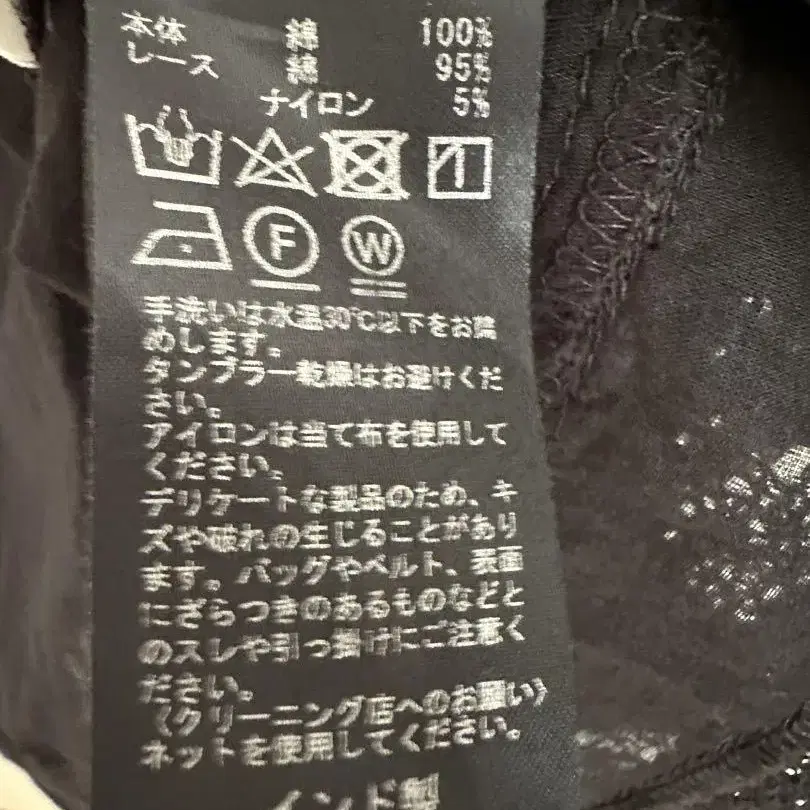 本体 綿 100%
レース 綿 95%
ナイロン 5%
F W
手洗いは水温30℃以下をお薦
めします。
タンブラー乾燥はお避けくだ
さい。
アイロンは当て布を使用して
ください。
デリケートな製品のため、キ
ズや破れの生じることがあり
ます。バッグやベルト、表面
にざらつきのあるものなどと
のスレや引っ掛けにご注意く
ださい。
〈クリーニング店へのお願い〉
ネットを使用してください。
インド製